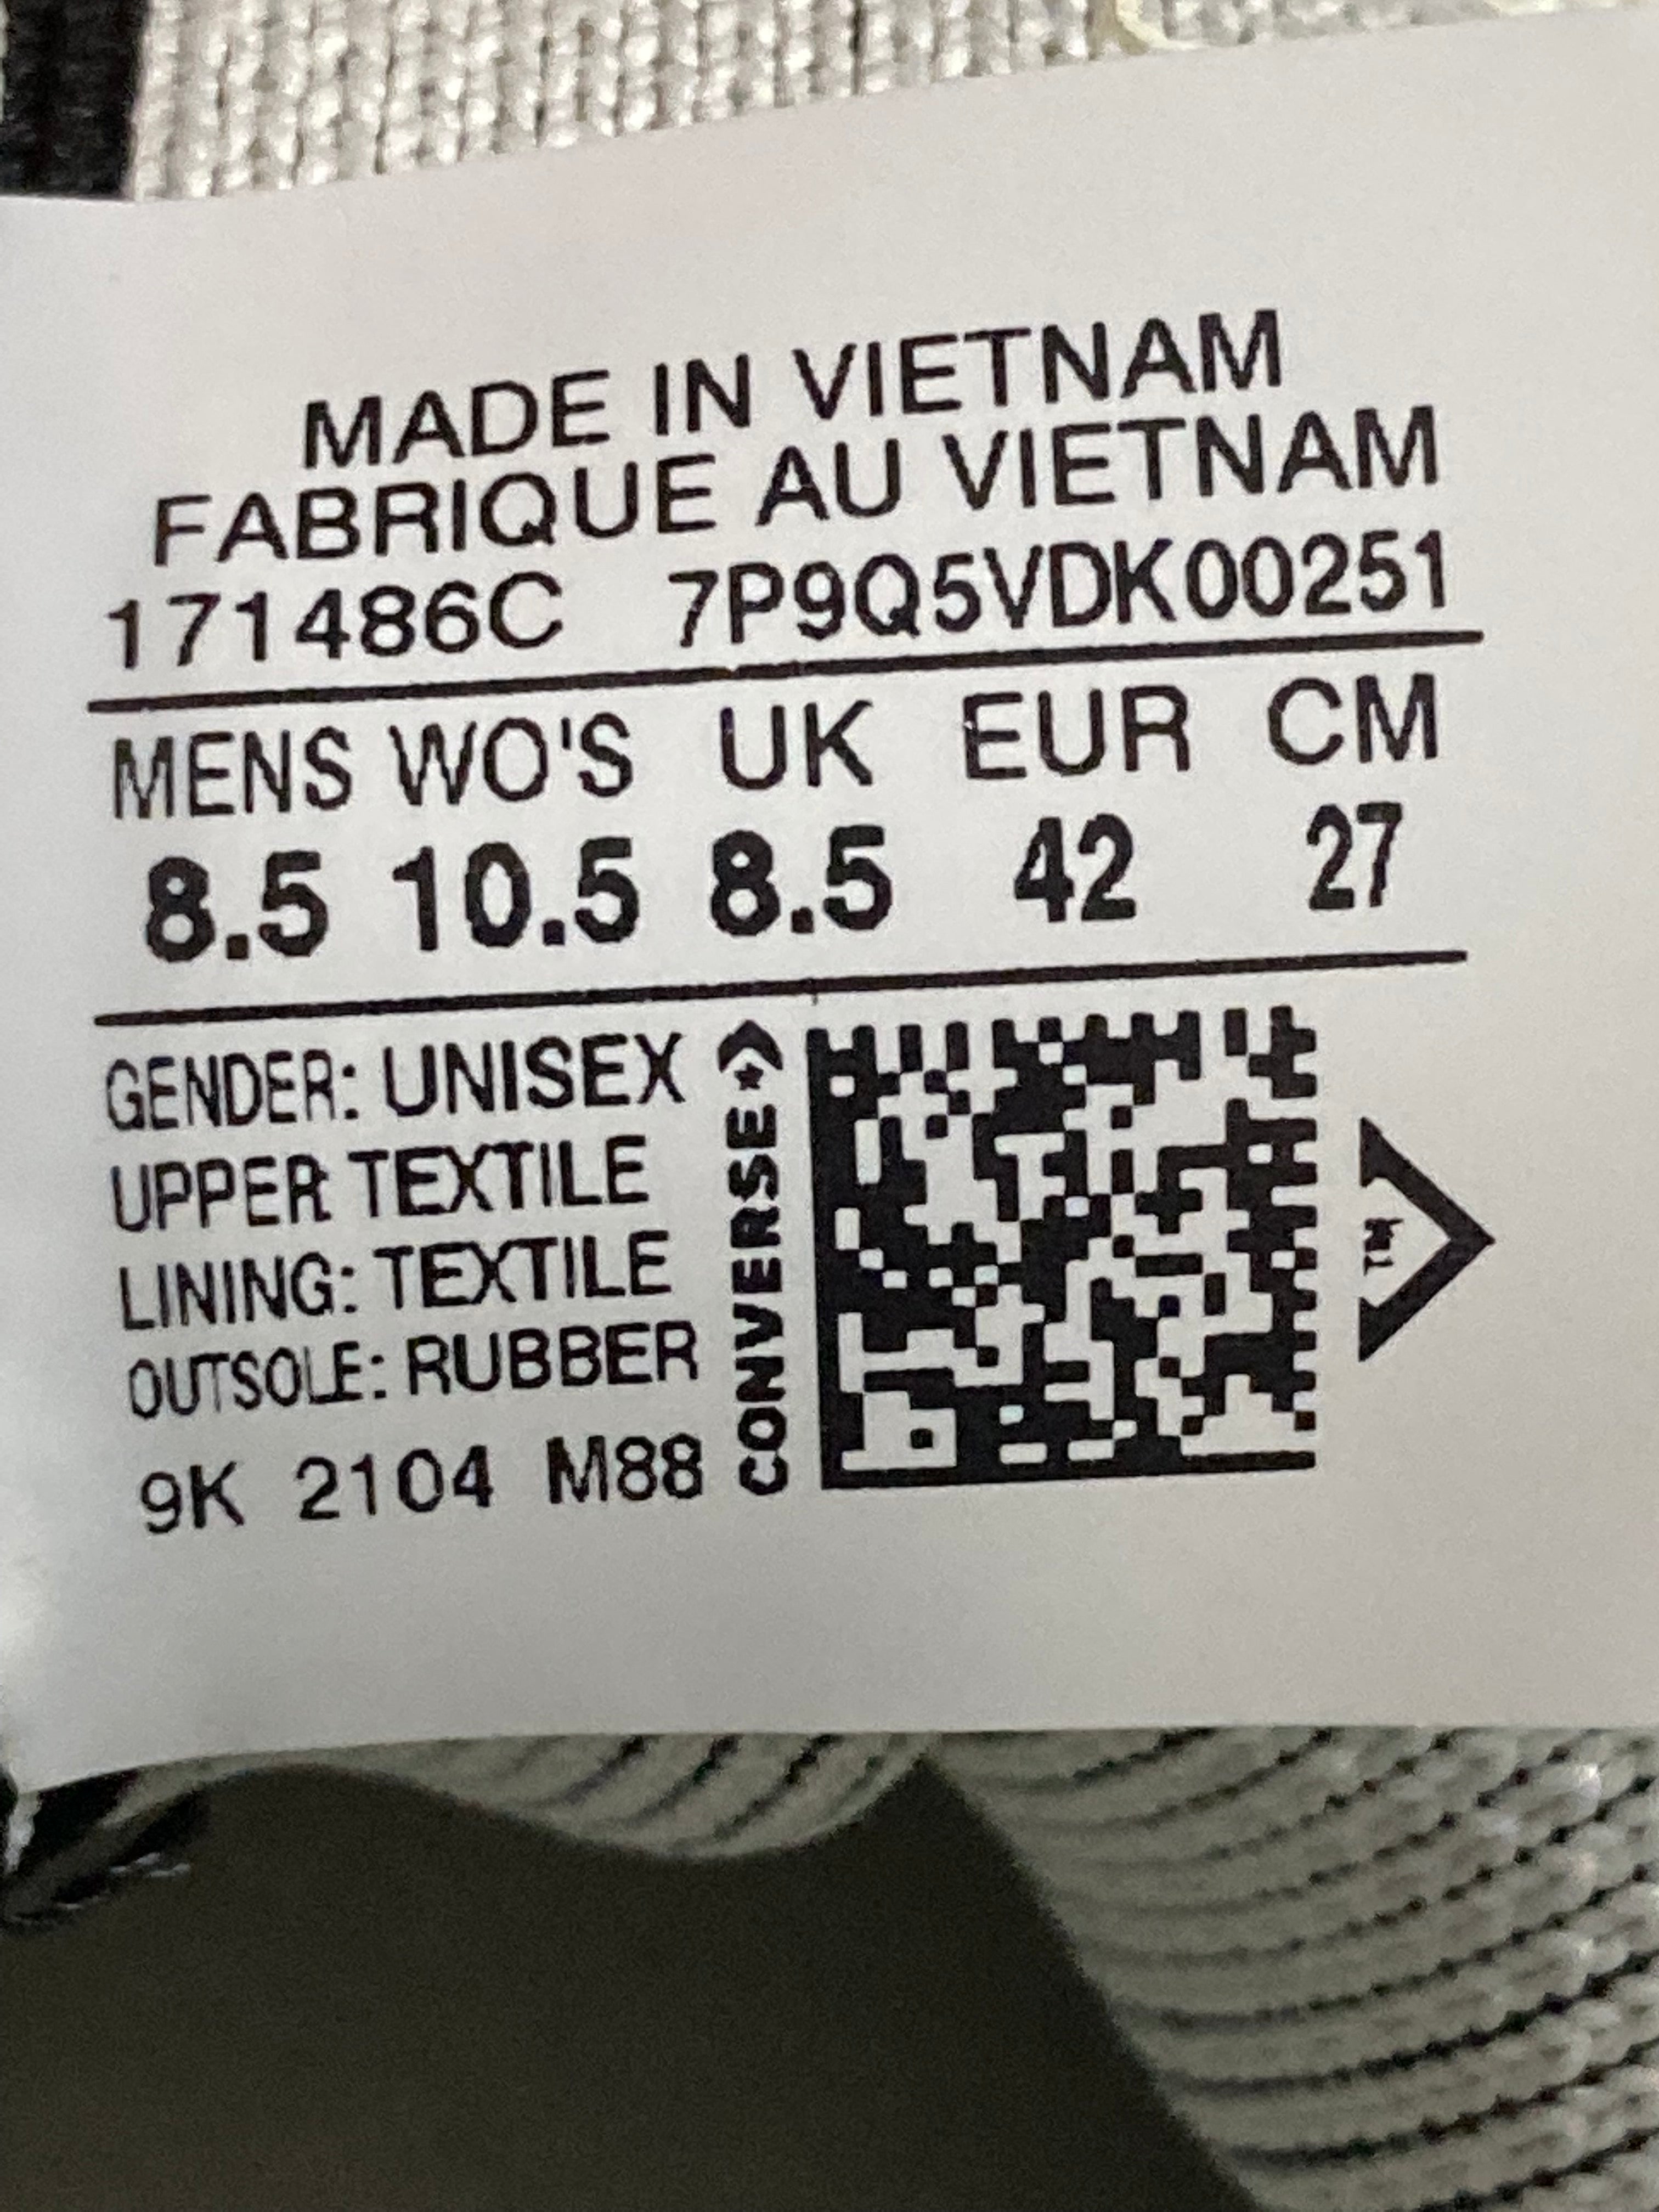 MADE IN VIETNAM
FABRIQUE AU VIETNAM
171486C 7P9Q5VDK00251
MENS WO'S UK EUR CM
8.5 10.5 8.5 42 27
GENDER: UNISEX
UPPER TEXTILE
LINING: TEXTILE
OUTSOLE: RUBBER
9K 2104 M88
CONVERSE